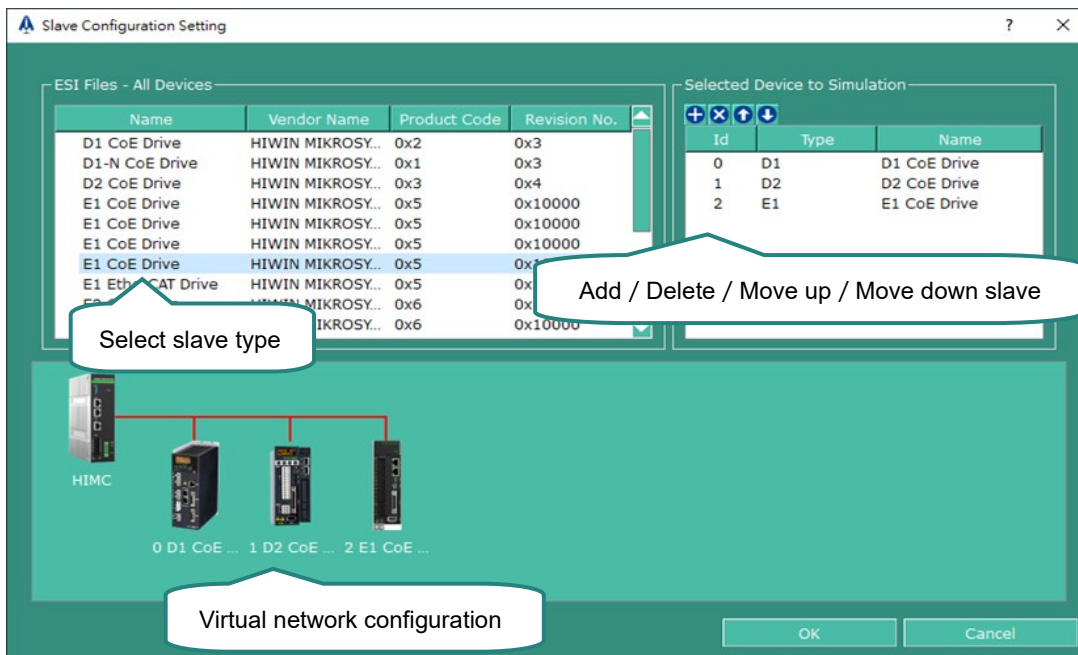 Slave Configuration Setting ? ×
ESI Files - All Devices
Name Vendor Name Product Code Revision No.
D1 CoE Drive HIWIN MIKROSY... 0x2 0x3
D1-N CoE Drive HIWIN MIKROSY... 0x1 0x3
D2 CoE Drive HIWIN MIKROSY... 0x3 0x4
E1 CoE Drive HIWIN MIKROSY... 0x5 0x10000
E1 CoE Drive HIWIN MIKROSY... 0x5 0x10000
E1 CoE Drive HIWIN MIKROSY... 0x5 0x10000
E1 CoE Drive HIWIN MIKROSY... 0x5
E1 Drive HIWIN MIKROSY... 0x5
MIKROSY... 0x6
0x6 0x10000
Select slave type
Selected Device to Simulation
Id Type Name
0 D1 D1 CoE Drive
1 D2 D2 CoE Drive
2 E1 E1 CoE Drive
Add / Delete / Move up / Move down slave
HIMC
0 D1 CoE ... 1 D2 CoE ... 2 E1 CoE ...
Virtual network configuration
OK Cancel